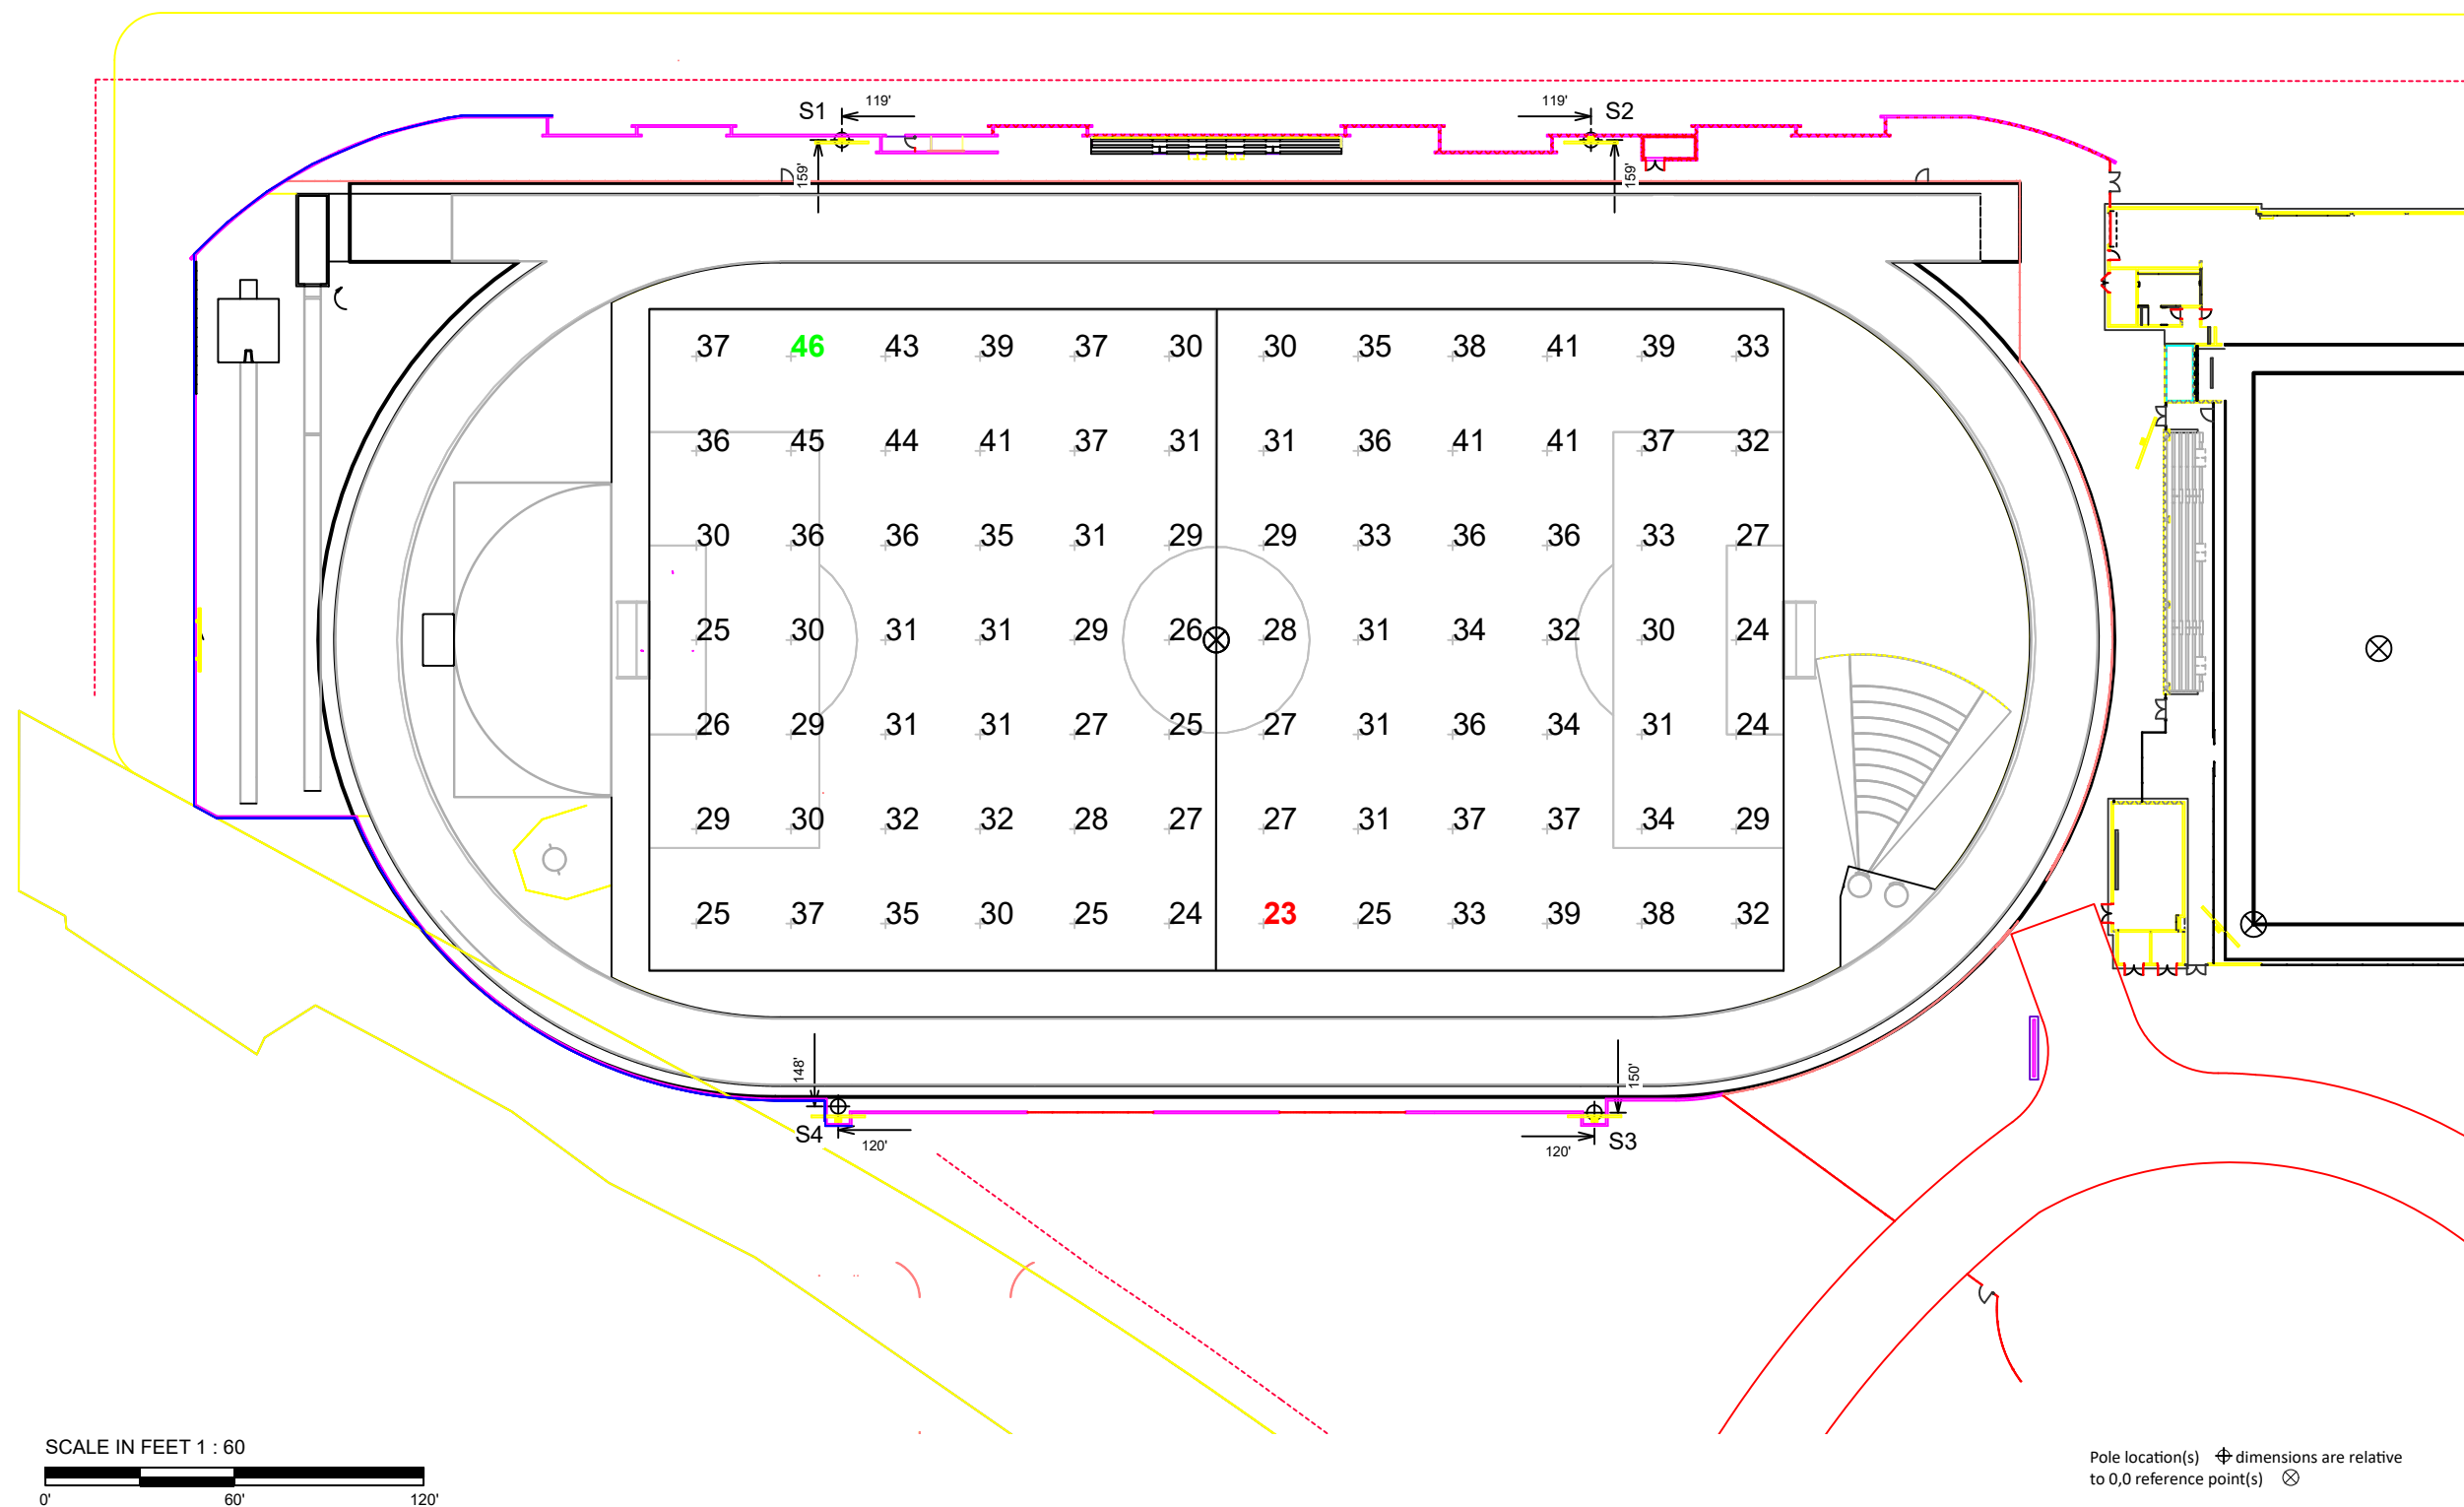 S1 119' 119' S2
159' 159'
37 46 43 39 37 30 30 35 38 41 39 33
36 45 44 41 37 31 31 36 41 41 37 32
30 36 36 35 31 29 29 33 36 36 33 27
25 30 31 31 29 26 28 31 34 32 30 24
26 29 31 31 27 25 27 31 36 34 31 24
29 30 32 32 28 27 27 31 37 37 34 29
25 37 35 30 25 24 23 25 33 39 38 32
148' 150'
S4 120' 120' S3
SCALE IN FEET 1 : 60
0' 60' 120'
Pole location(s) dimensions are relative
to 0,0 reference point(s)